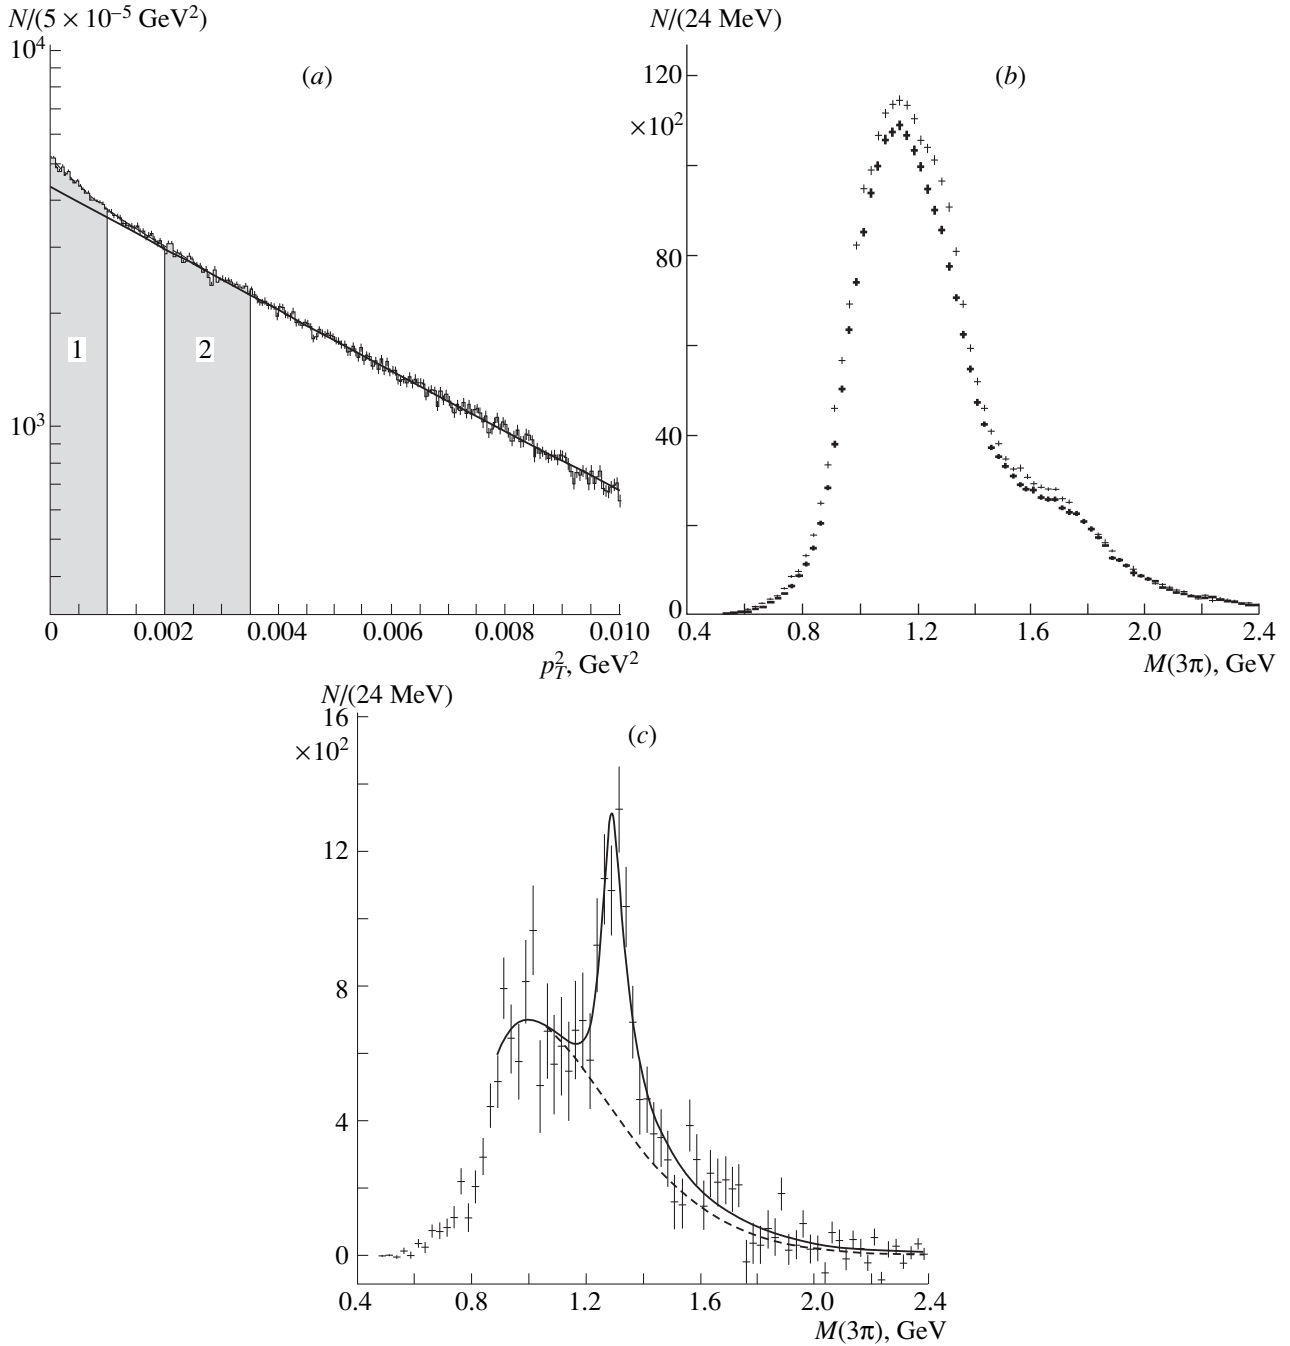 N/(5 × 10⁻⁵ GeV²)
10⁴
(a)
1
2
10³
0 0.002 0.004 0.006 0.008 0.010
p_T², GeV²
N/(24 MeV)
120
×10²
(b)
80
40
0
0.4 0.8 1.2 1.6 2.0 2.4
M(3π), GeV
N/(24 MeV)
16
×10²
(c)
12
8
4
0
0.4 0.8 1.2 1.6 2.0 2.4
M(3π), GeV